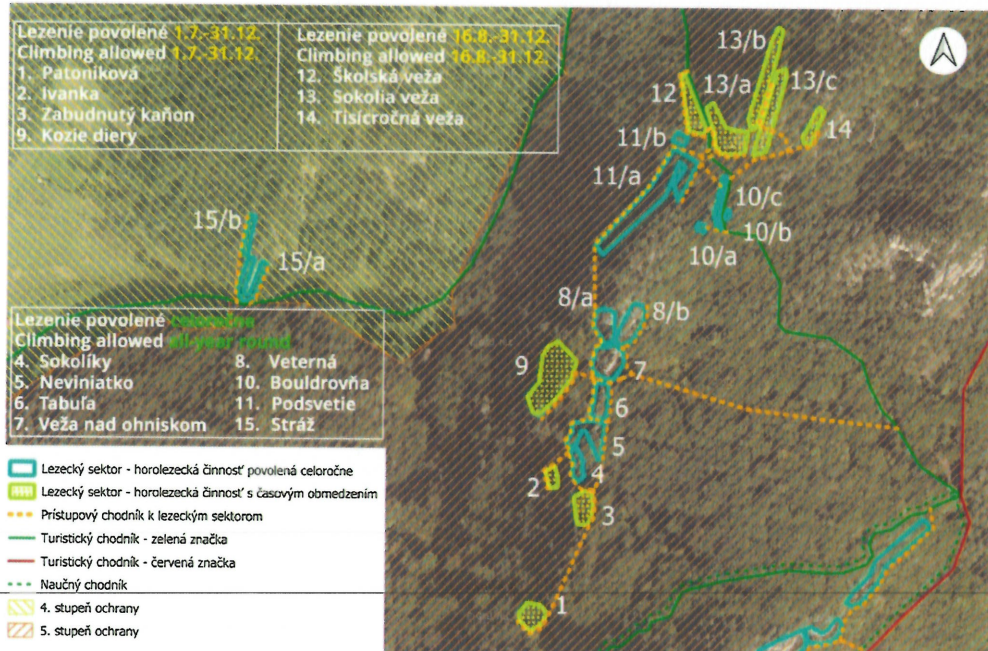 Lezenie povolené 1.7.-31.12.
Climbing allowed 1.7.-31.12.
1. Patoníková
2. Ivanka
3. Zabudnutý kaňon
9. Kozie diery
Lezenie povolené 16.8.-31.12.
Climbing allowed 16.8.-31.12.
12. Školská veža
13. Sokolia veža
14. Tisícročná veža
13/b
13/a
13/c
12
14
11/b
11/a
10/c
10/b
10/a
15/b
15/a
8/a
8/b
9
7
6
5
4
2
3
1
Lezenie povolené celoročne
Climbing allowed all-year round
4. Sokolíky
5. Neviniatko
6. Tabuľa
7. Veža nad ohniskom
8. Veterná
10. Bouldrovňa
11. Podsvetie
15. Stráž
Lezecký sektor - horolezecká činnosť povolená celoročne
Lezecký sektor - horolezecká činnosť s časovým obmedzením
Prístupový chodník k lezeckým sektorom
Turistický chodník - zelená značka
Turistický chodník - červená značka
Naučný chodník
4. stupeň ochrany
5. stupeň ochrany